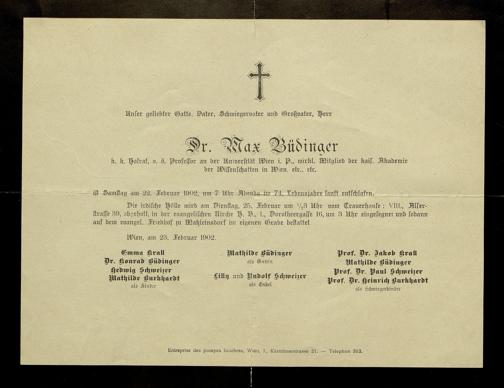 Unser geliebter Gatte, Vater, Schwiegervater und Großvater, Herr
Dr. Max Büdinger
k. k. Hofrat, o. ö. Professor an der Universität Wien i. P., wirkl. Mitglied der kais. Akademie
der Wissenschaften in Wien, etc., etc.
ist Samstag am 22. Februar 1902, um 7 Uhr Abends im 74. Lebensjahre sanft entschlafen.
Die irdische Hülle wird am Dienstag, 25. Februar um ½3 Uhr vom Trauerhause: VIII., Alser-
straße 39, abgeholt, in der evangelischen Kirche A. B., I., Dorotheergasse 16, um 3 Uhr eingesegnet und sodann
auf dem evangel. Friedhof zu Matzleinsdorf im eigenen Grabe bestattet.
Wien, am 23. Februar 1902.
Emma Krall
Dr. Konrad Büdinger
Hedwig Schweizer
Mathilde Burkhardt
als Kinder
Mathilde Büdinger
als Gattin
Lilly und Rudolf Schweizer
als Enkel
Prof. Dr. Jakob Krall
Mathilde Büdinger
Prof. Dr. Paul Schweizer
Prof. Dr. Heinrich Burkhardt
als Schwiegerkinder
Entreprise des pompes funèbres, Wien, I., Kärntnerstrasse 21. — Telephon 383.